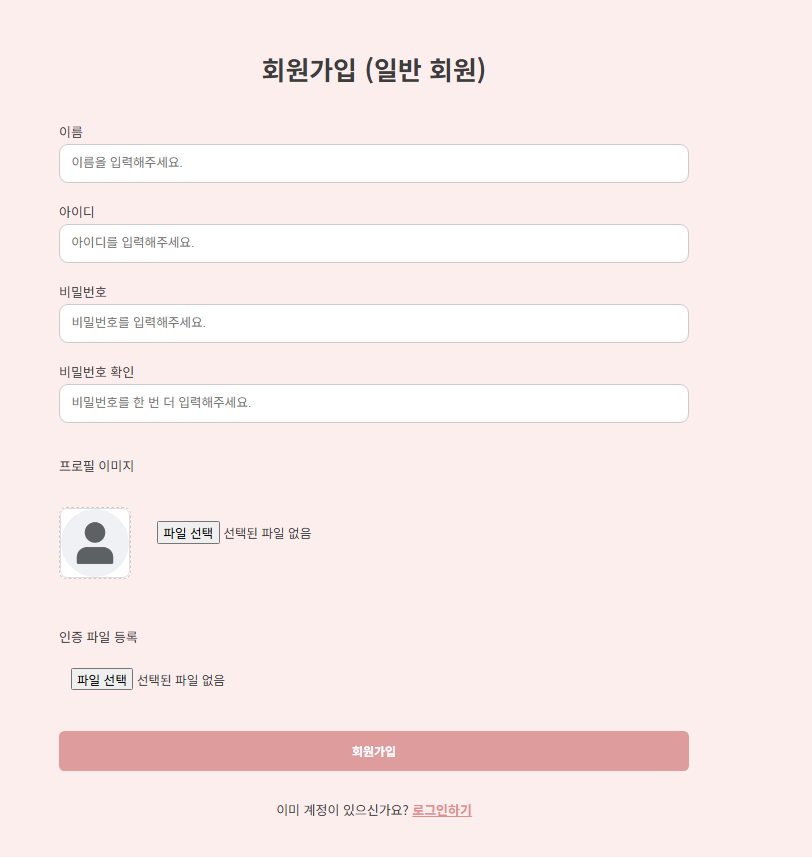 회원가입 (일반 회원)
이름
이름을 입력해주세요.
아이디
아이디를 입력해주세요.
비밀번호
비밀번호를 입력해주세요.
비밀번호 확인
비밀번호를 한 번 더 입력해주세요.
프로필 이미지
파일 선택 선택된 파일 없음
인증 파일 등록
파일 선택 선택된 파일 없음
회원가입
이미 계정이 있으신가요? 로그인하기